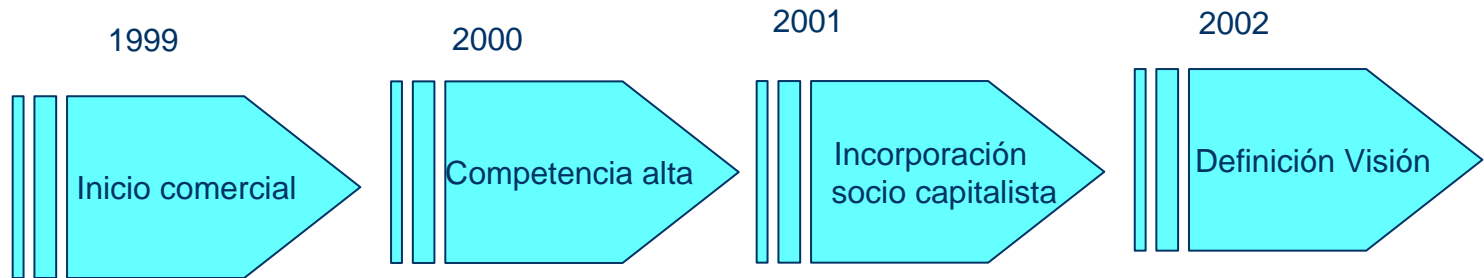 1999
Inicio comercial
2000
Competencia alta
2001
Incorporación
socio capitalista
2002
Definición Visión